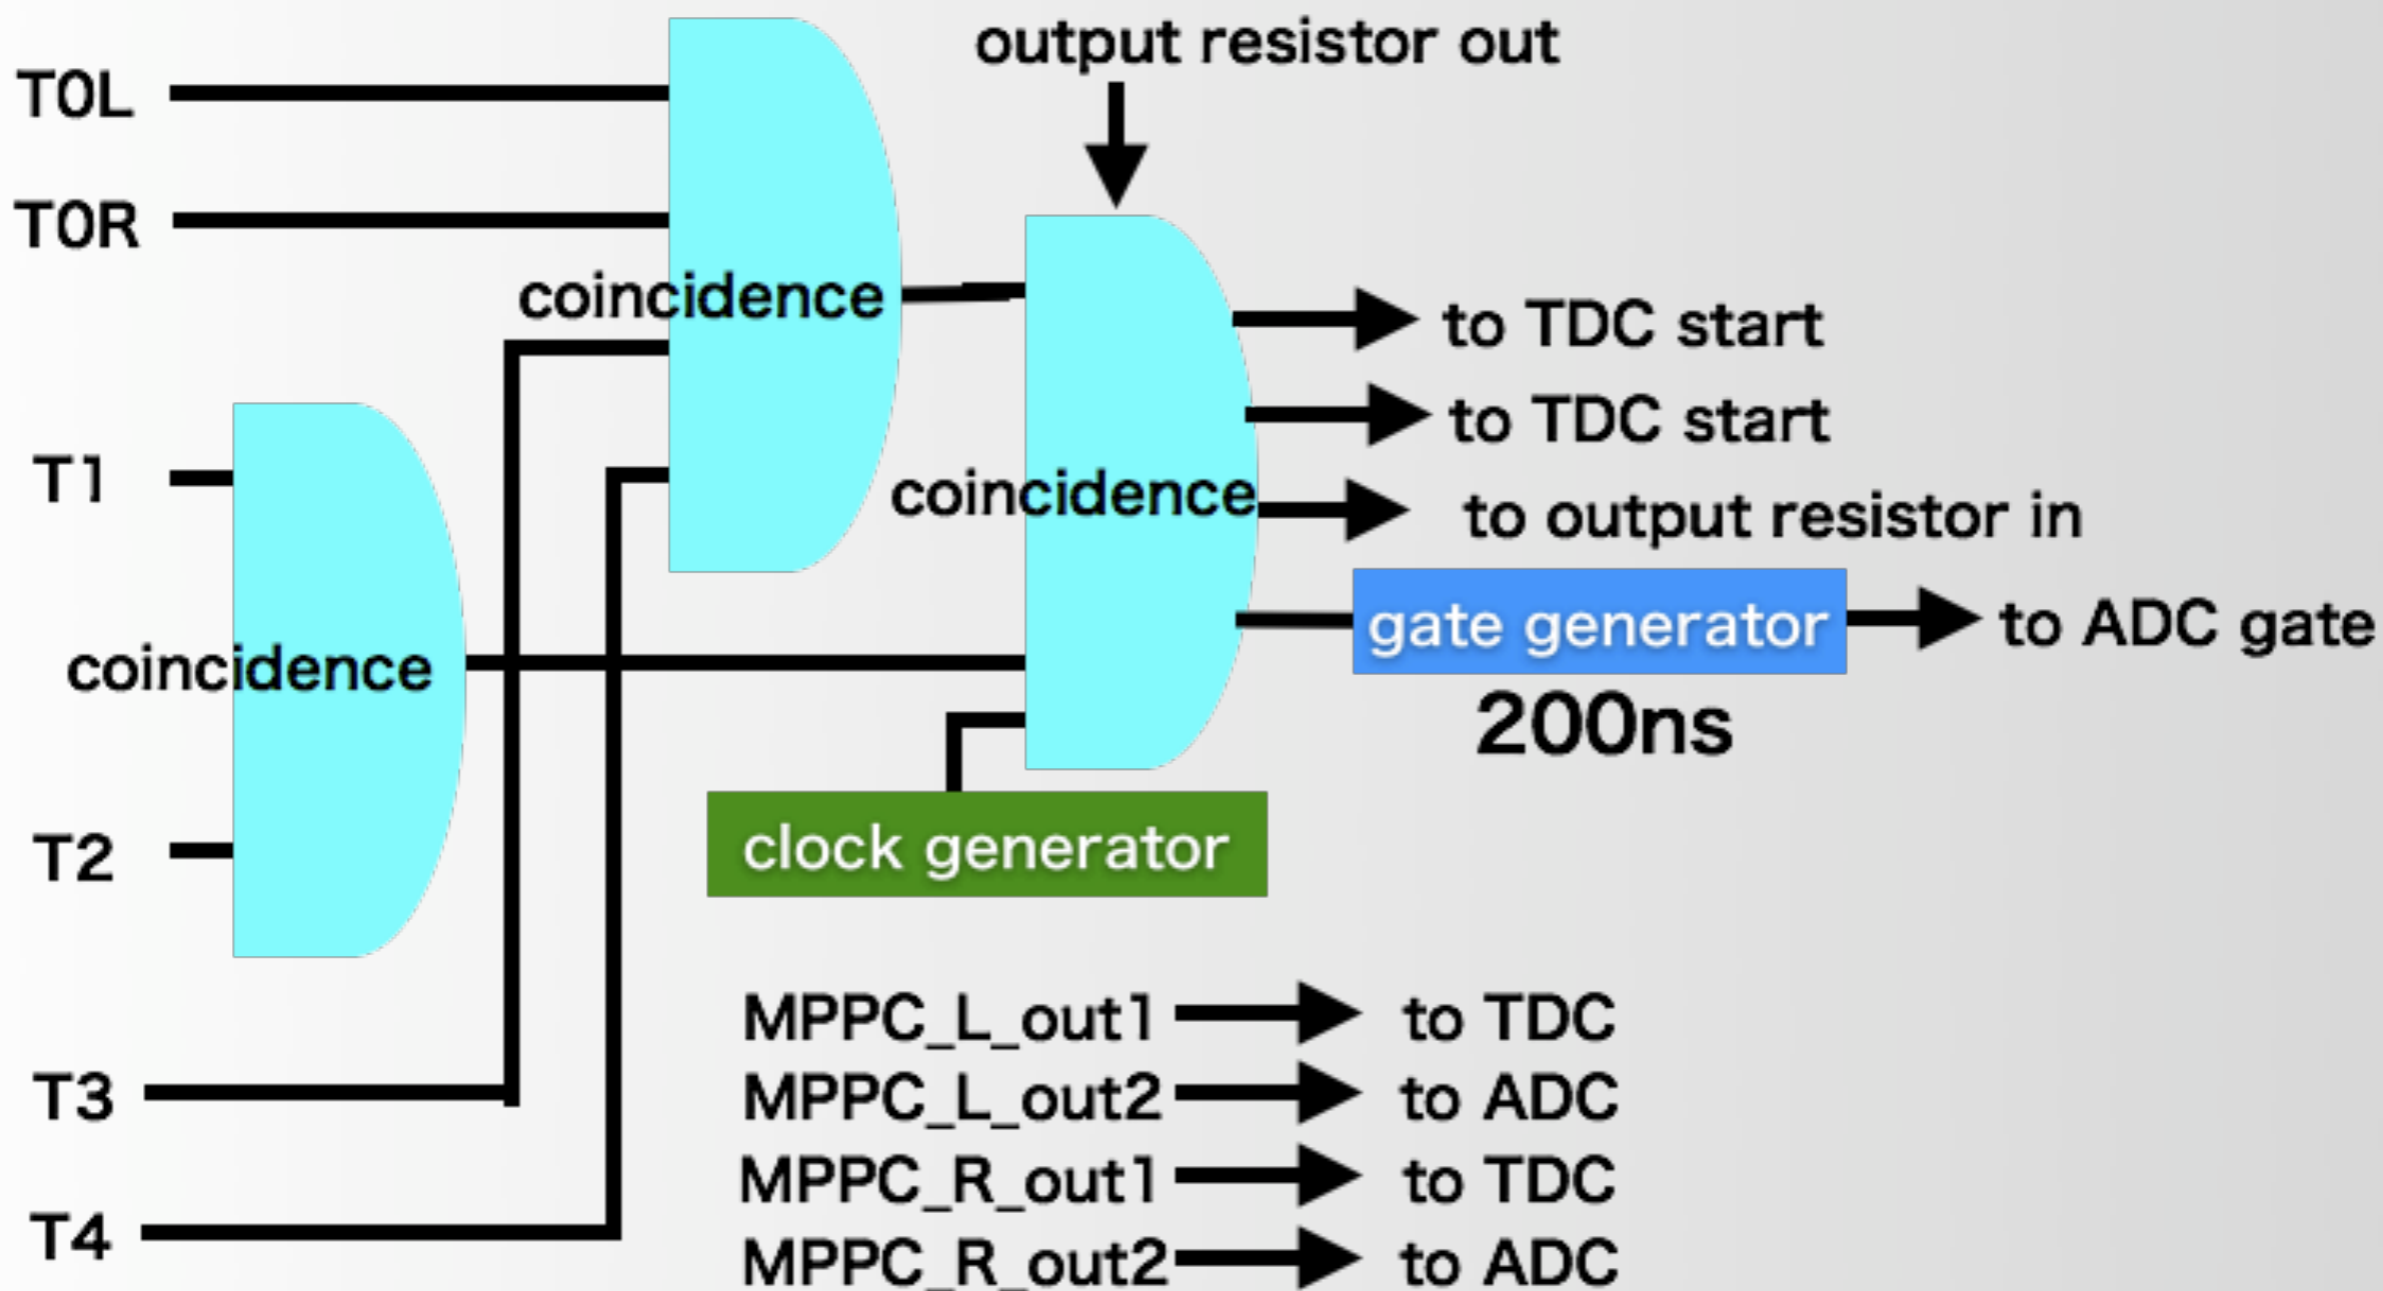 output resistor out
T0L
T0R
coincidence
to TDC start
to TDC start
T1
coincidence
to output resistor in
gate generator
to ADC gate
coincidence
200ns
clock generator
T2
MPPC_L_out1 to TDC
T3
MPPC_L_out2 to ADC
MPPC_R_out1 to TDC
T4
MPPC_R_out2 to ADC